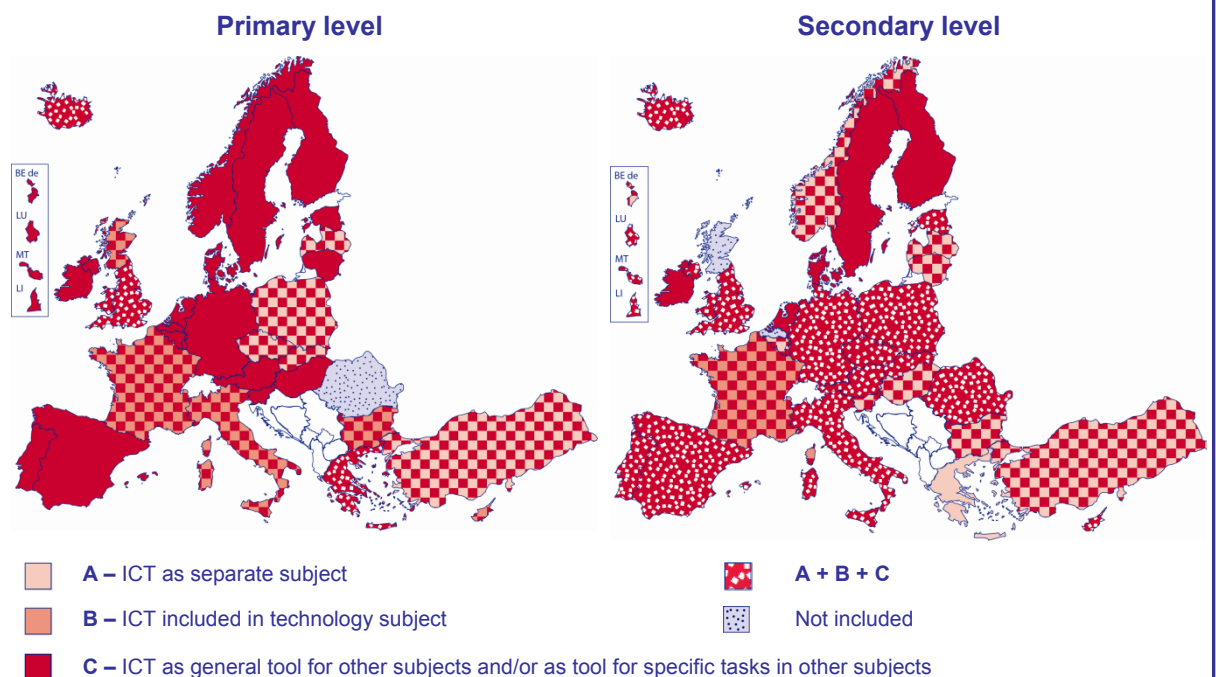 Primary level
Secondary level
BE de
LU
MT
LI
BE de
LU
MT
LI
A – ICT as separate subject
A + B + C
B – ICT included in technology subject
Not included
C – ICT as general tool for other subjects and/or as tool for specific tasks in other subjects